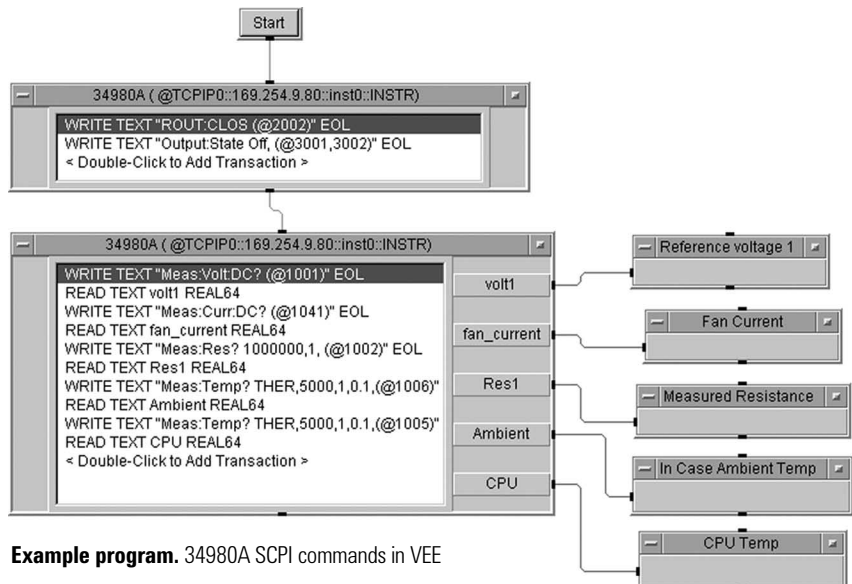 Start
34980A ( @TCPIP0::169.254.9.80::inst0::INSTR)
WRITE TEXT "ROUT:CLOS (@2002)" EOL
WRITE TEXT "Output:State Off, (@3001,3002)" EOL
< Double-Click to Add Transaction >
34980A ( @TCPIP0::169.254.9.80::inst0::INSTR)
WRITE TEXT "Meas:Volt:DC? (@1001)" EOL
READ TEXT volt1 REAL64
WRITE TEXT "Meas:Curr:DC? (@1041)" EOL
READ TEXT fan_current REAL64
WRITE TEXT "Meas:Res? 1000000,1, (@1002)" EOL
READ TEXT Res1 REAL64
WRITE TEXT "Meas:Temp? THER,5000,1,0.1,(@1006)"
READ TEXT Ambient REAL64
WRITE TEXT "Meas:Temp? THER,5000,1,0.1,(@1005)"
READ TEXT CPU REAL64
< Double-Click to Add Transaction >
volt1
fan_current
Res1
Ambient
CPU
Reference voltage 1
Fan Current
Measured Resistance
In Case Ambient Temp
CPU Temp
Example program. 34980A SCPI commands in VEE